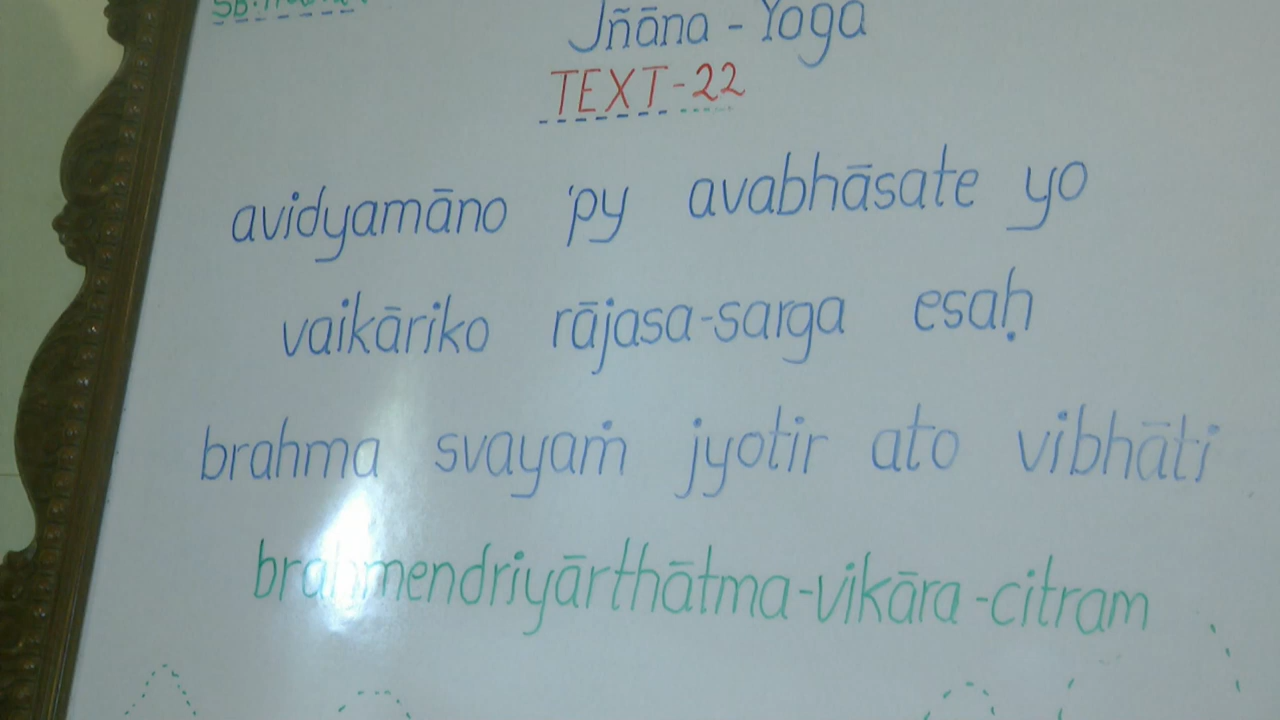 Jñāna - Yoga
TEXT-22
avidyamāno 'py avabhāsate yo
vaikāriko rājasa-sarga esaḥ
brahma svayaṁ jyotir ato vibhāti
brahmendriyārthātma-vikāra-citram